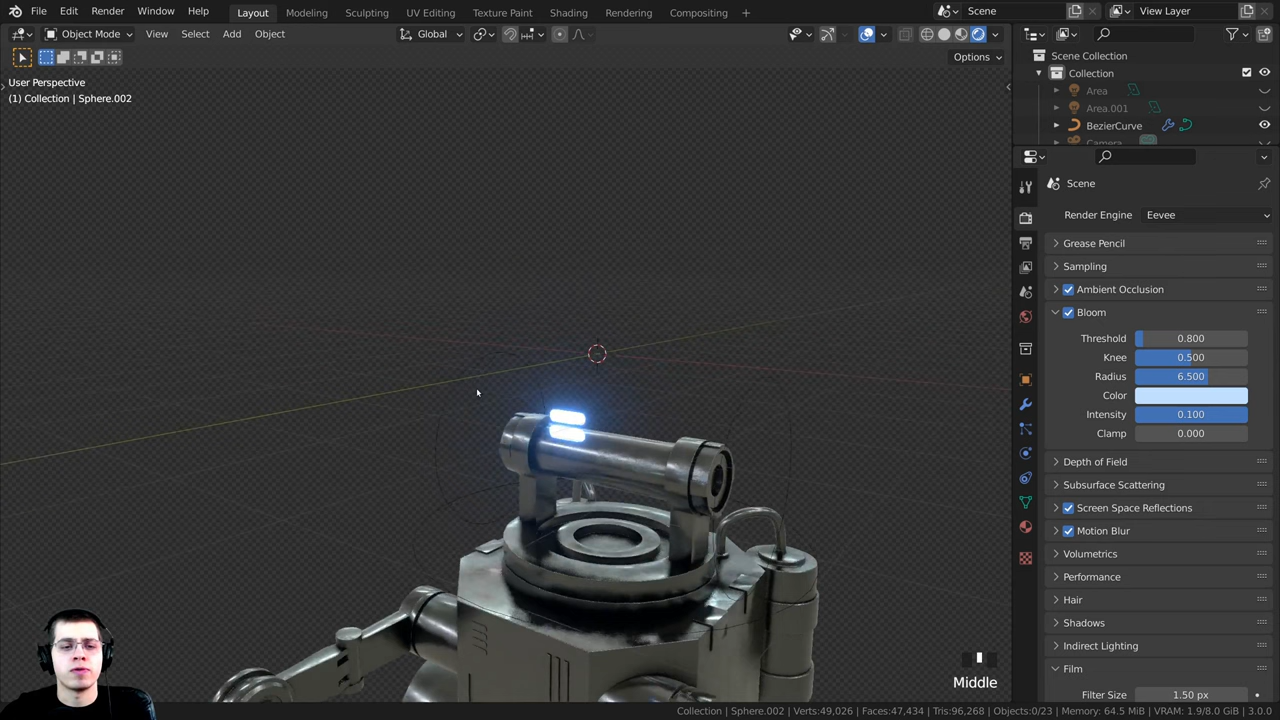 File Edit Render Window Help Layout Modeling Sculpting UV Editing Texture Paint Shading Rendering Compositing + Scene View Layer
Object Mode View Select Add Object Global
Options
User Perspective
(1) Collection | Sphere.002
Scene Collection
Collection
Area
Area.001
BezierCurve
Camera
Scene
Render Engine Eevee
Grease Pencil
Sampling
Ambient Occlusion
Bloom
Threshold 0.800
Knee 0.500
Radius 6.500
Color
Intensity 0.100
Clamp 0.000
Depth of Field
Subsurface Scattering
Screen Space Reflections
Motion Blur
Volumetrics
Performance
Hair
Shadows
Indirect Lighting
Film
Filter Size 1.50 px
Middle
Collection | Sphere.002 | Verts:49,026 | Faces:47,434 | Tris:96,268 | Objects:0/23 | Memory: 64.5 MiB | VRAM: 1.9/8.0 GiB | 3.0.0